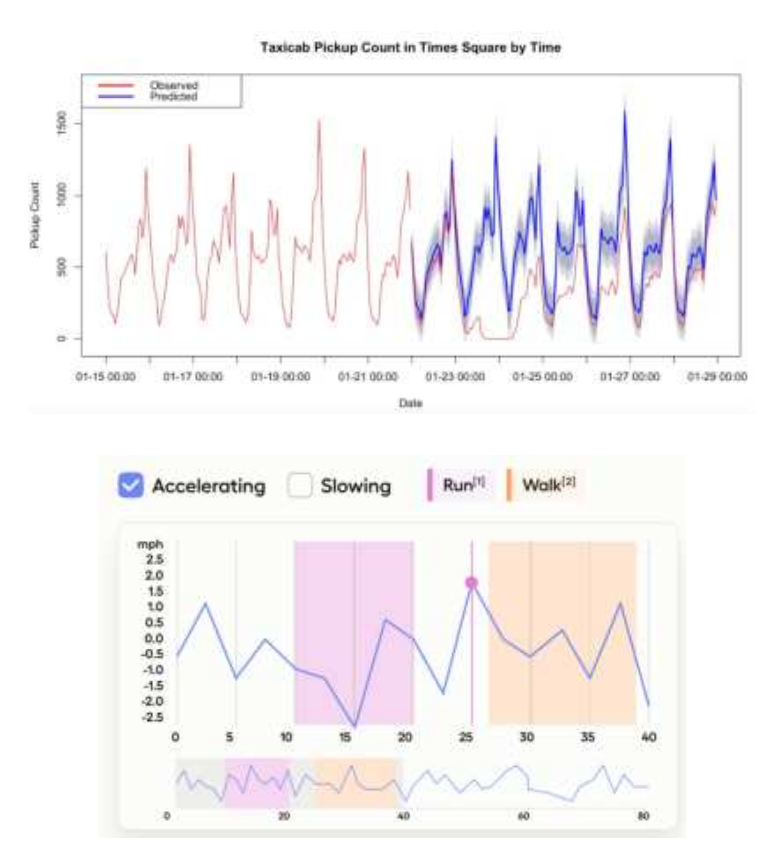 Taxicab Pickup Count in Times Square by Time
Observed
Predicted
1500
1000
500
0
Pickup Count
01-15 00:00 01-17 00:00 01-19 00:00 01-21 00:00 01-23 00:00 01-25 00:00 01-27 00:00 01-29 00:00
Date
Accelerating Slowing Run[1] Walk[2]
mph
2.5
2.0
1.5
1.0
0.5
0.0
-0.5
-1.0
-1.5
-2.0
-2.5
0 5 10 15 20 25 30 35 40
0 20 40 60 80